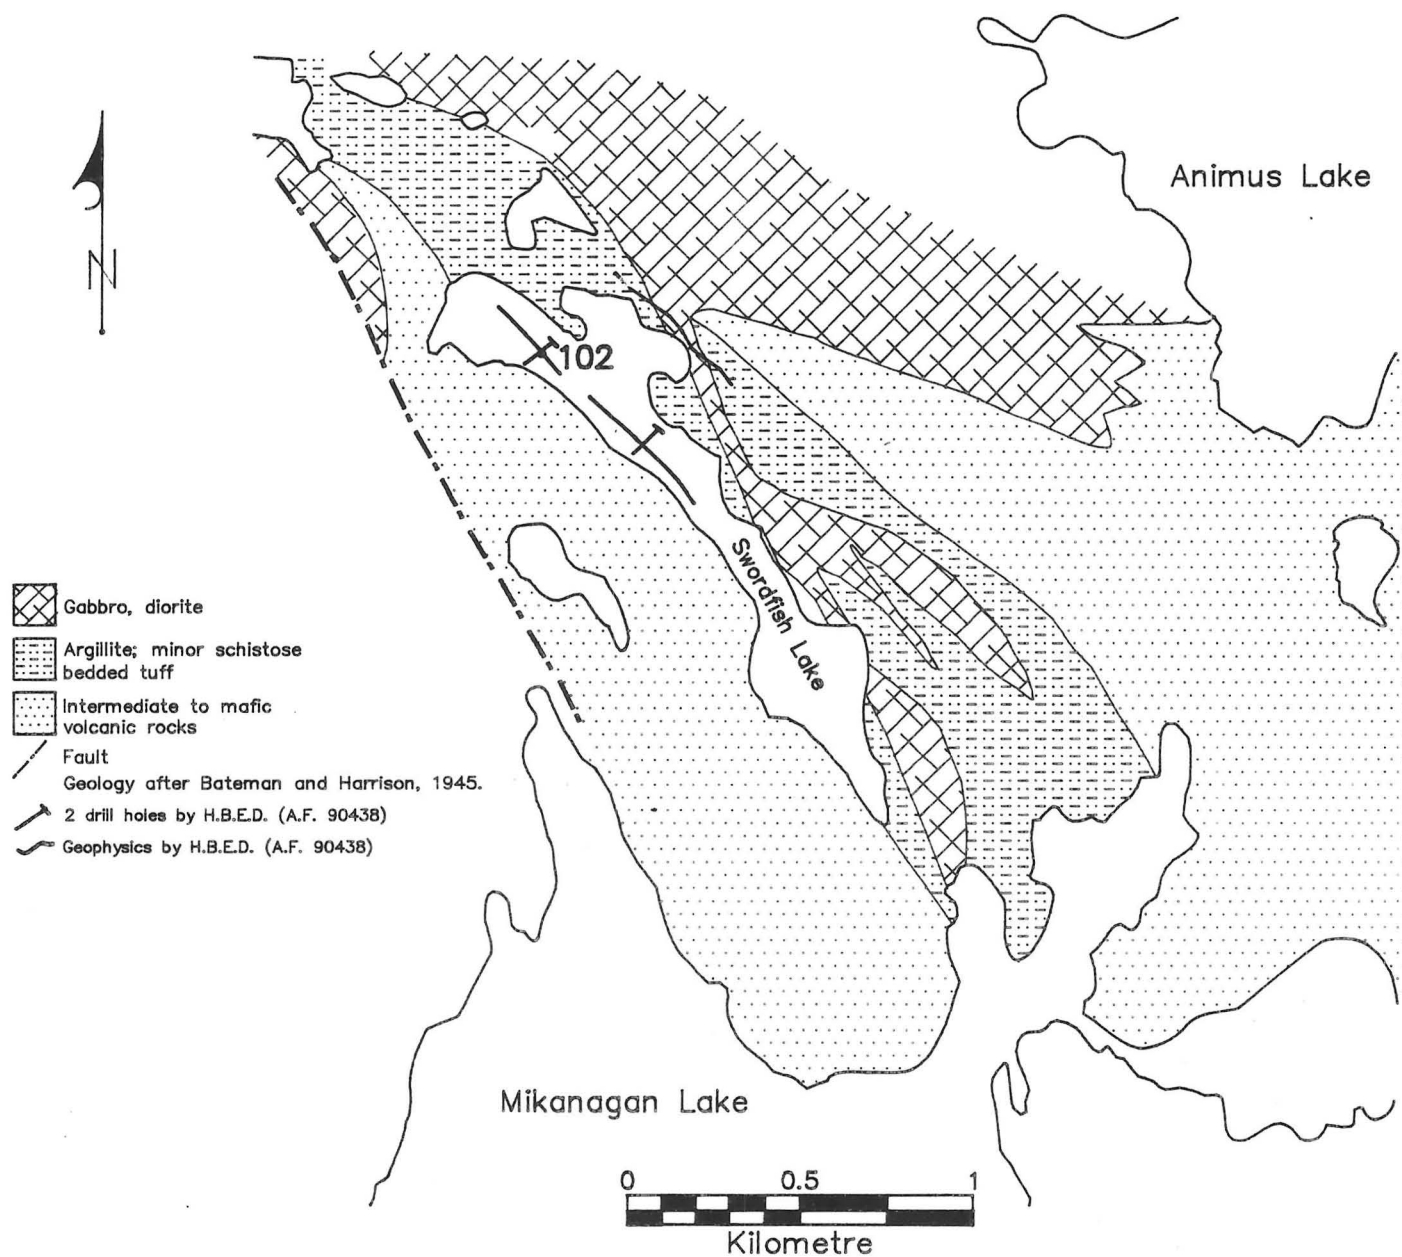 Animus Lake
N
102
Swordfish Lake
Gabbro, diorite
Argillite; minor schistose
bedded tuff
Intermediate to mafic
volcanic rocks
Fault
Geology after Bateman and Harrison, 1945.
2 drill holes by H.B.E.D. (A.F. 90438)
Geophysics by H.B.E.D. (A.F. 90438)
Mikanagan Lake
0 0.5 1
Kilometre